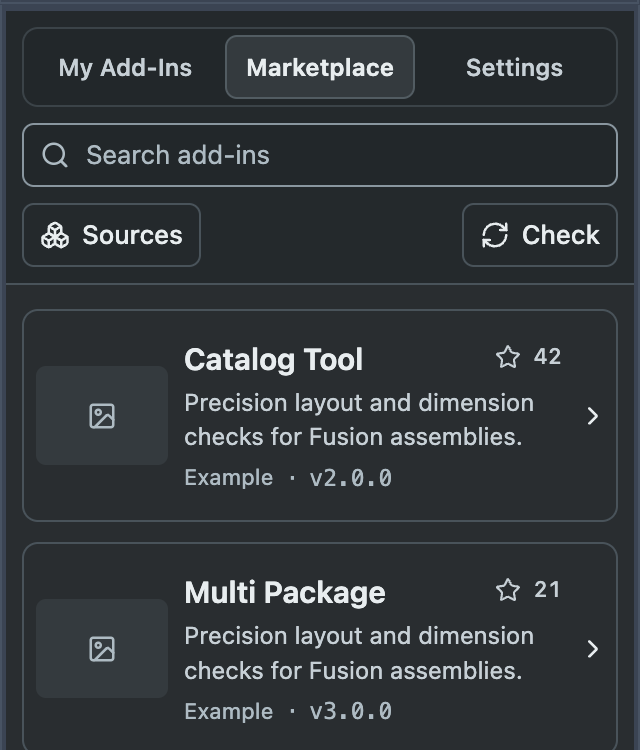 My Add-Ins Marketplace Settings
Search add-ins
Sources Check
Catalog Tool 42
Precision layout and dimension
checks for Fusion assemblies.
Example · v2.0.0
Multi Package 21
Precision layout and dimension
checks for Fusion assemblies.
Example · v3.0.0